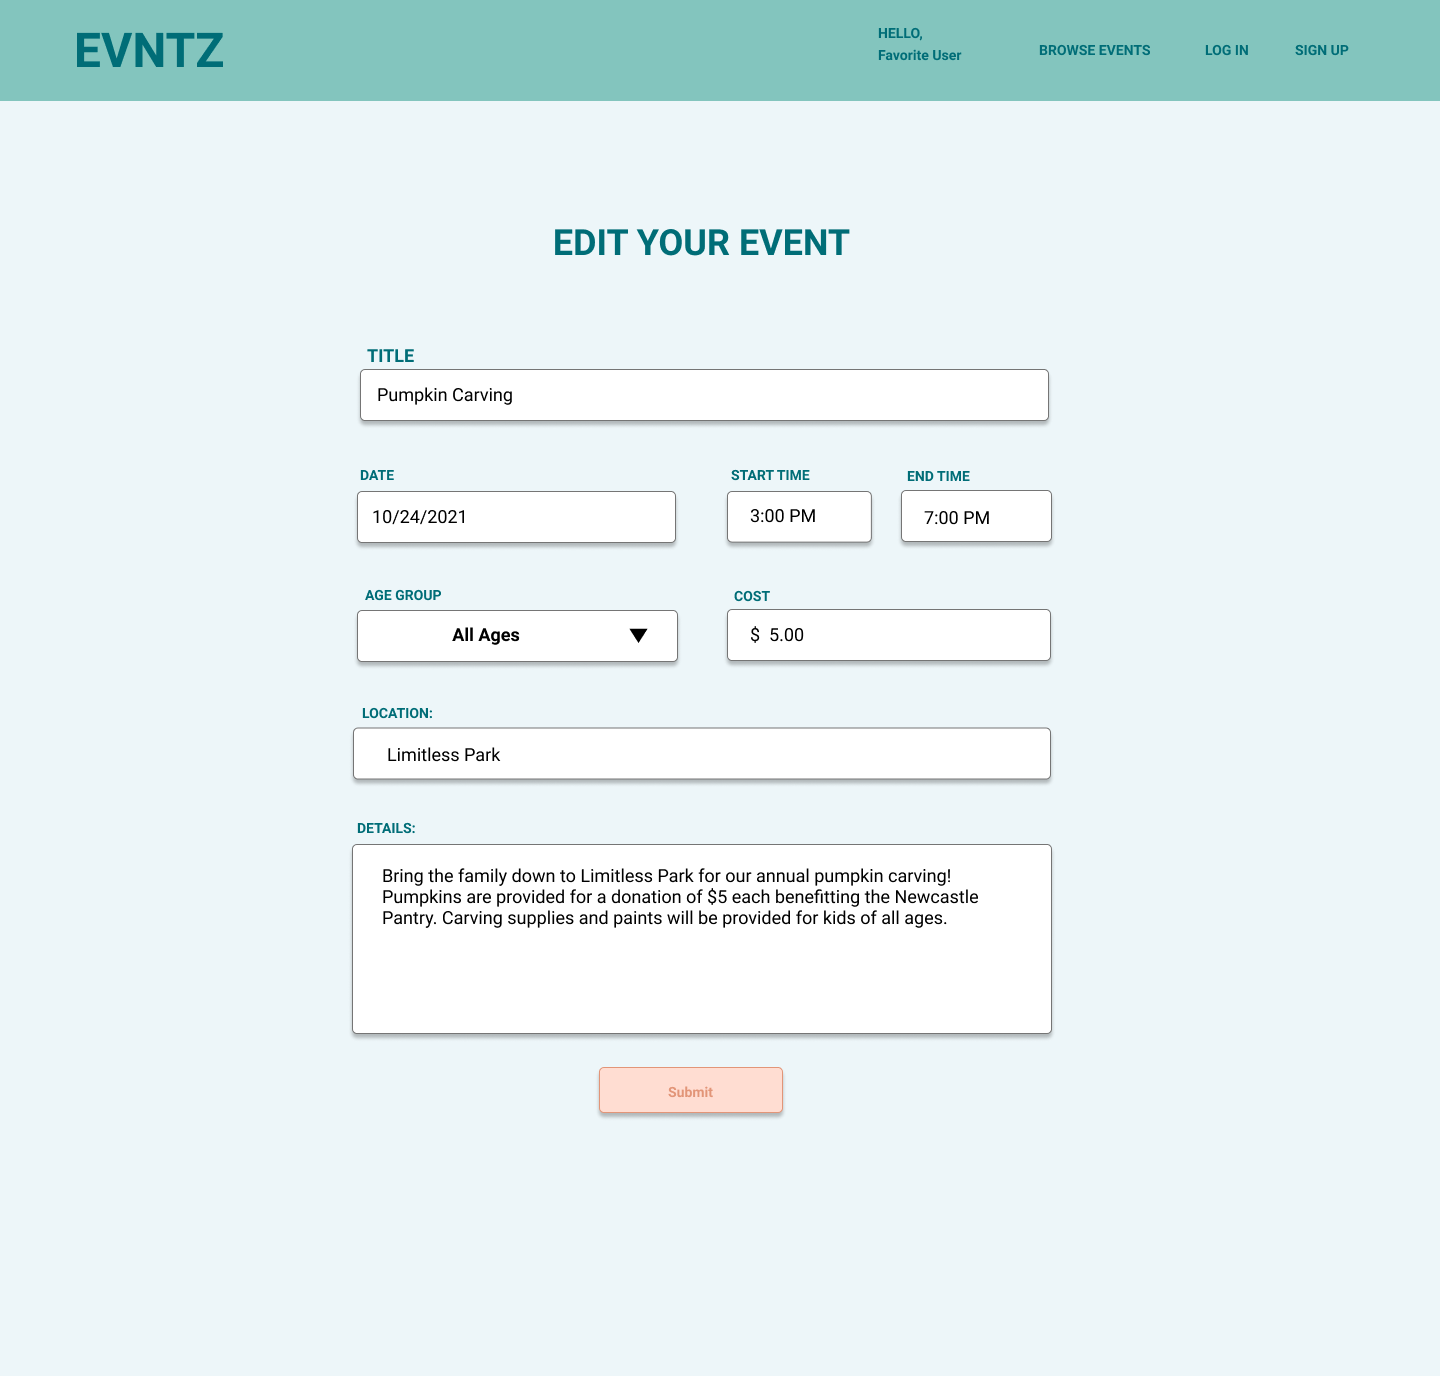 EVNTZ
HELLO,
Favorite User
BROWSE EVENTS
LOG IN
SIGN UP
EDIT YOUR EVENT
TITLE
Pumpkin Carving
DATE
START TIME
END TIME
10/24/2021
3:00 PM
7:00 PM
AGE GROUP
COST
All Ages
$ 5.00
LOCATION:
Limitless Park
DETAILS:
Bring the family down to Limitless Park for our annual pumpkin carving!
Pumpkins are provided for a donation of $5 each benefitting the Newcastle
Pantry. Carving supplies and paints will be provided for kids of all ages.
Submit